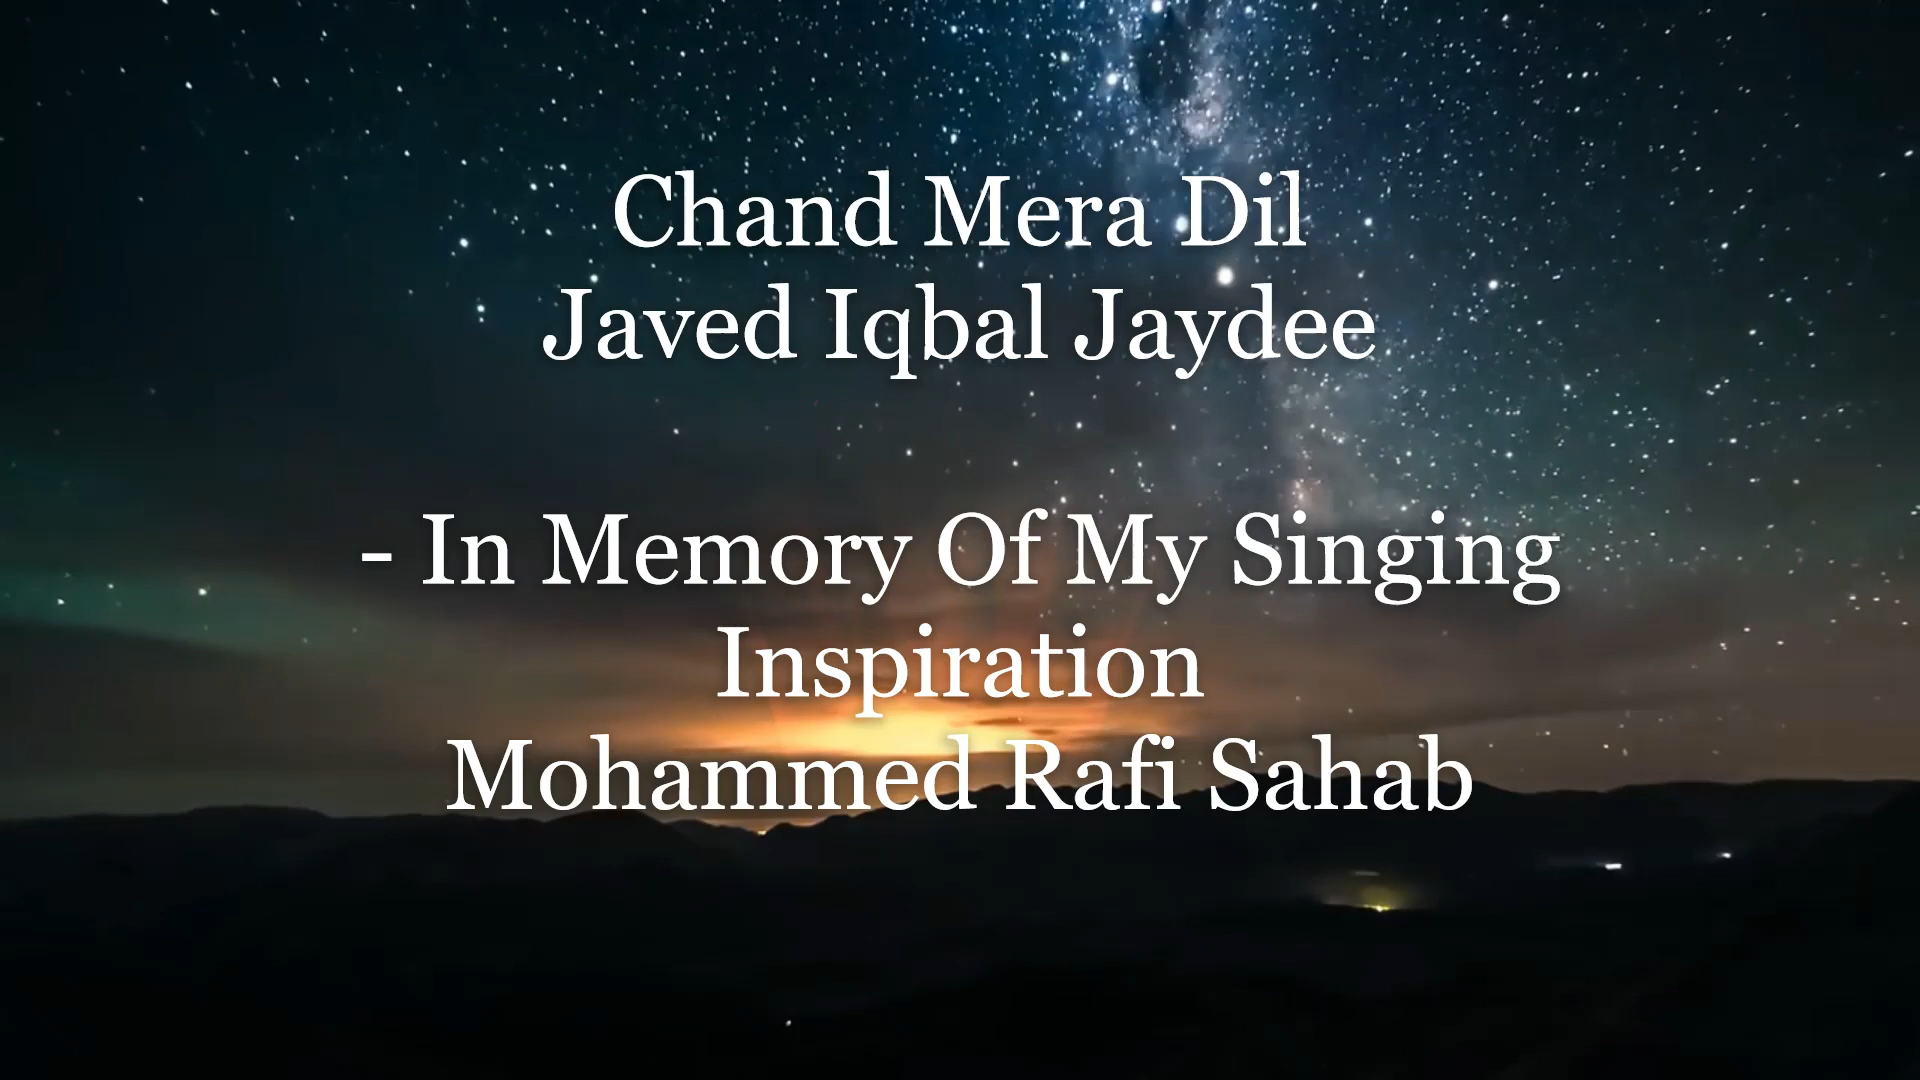 Chand Mera Dil
Javed Iqbal Jaydee
- In Memory Of My Singing
Inspiration
Mohammed Rafi Sahab